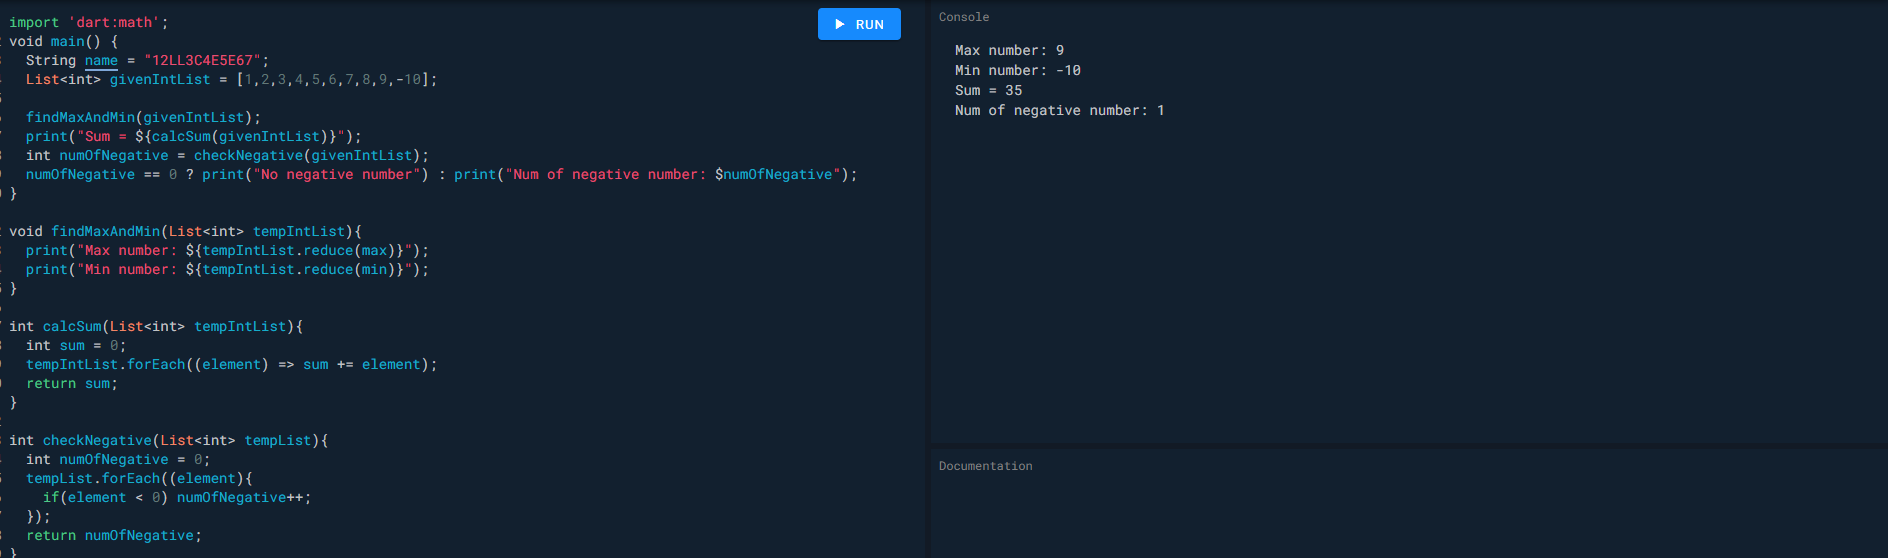 import 'dart:math';
void main() {
  String name = "12LL3C4E5E67";
  List<int> givenIntList = [1,2,3,4,5,6,7,8,9,-10];
  findMaxAndMin(givenIntList);
  print("Sum = ${calcSum(givenIntList)}");
  int numOfNegative = checkNegative(givenIntList);
  numOfNegative == 0 ? print("No negative number") : print("Num of negative number: $numOfNegative");
}
void findMaxAndMin(List<int> tempIntList){
  print("Max number: ${tempIntList.reduce(max)}");
  print("Min number: ${tempIntList.reduce(min)}");
}
int calcSum(List<int> tempIntList){
  int sum = 0;
  tempIntList.forEach((element) => sum += element);
  return sum;
}
int checkNegative(List<int> tempList){
  int numOfNegative = 0;
  tempList.forEach((element){
    if(element < 0) numOfNegative++;
  });
  return numOfNegative;
}
RUN
Console
Max number: 9
Min number: -10
Sum = 35
Num of negative number: 1
Documentation